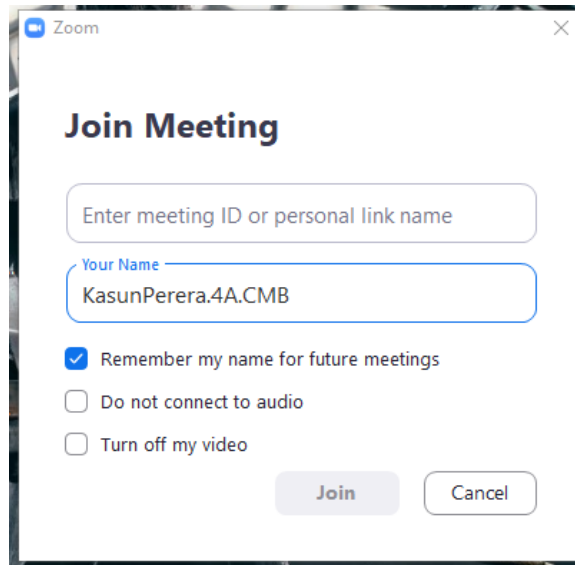 Zoom
Join Meeting
Enter meeting ID or personal link name
Your Name
KasunPerera.4A.CMB
Remember my name for future meetings
Do not connect to audio
Turn off my video
Join Cancel